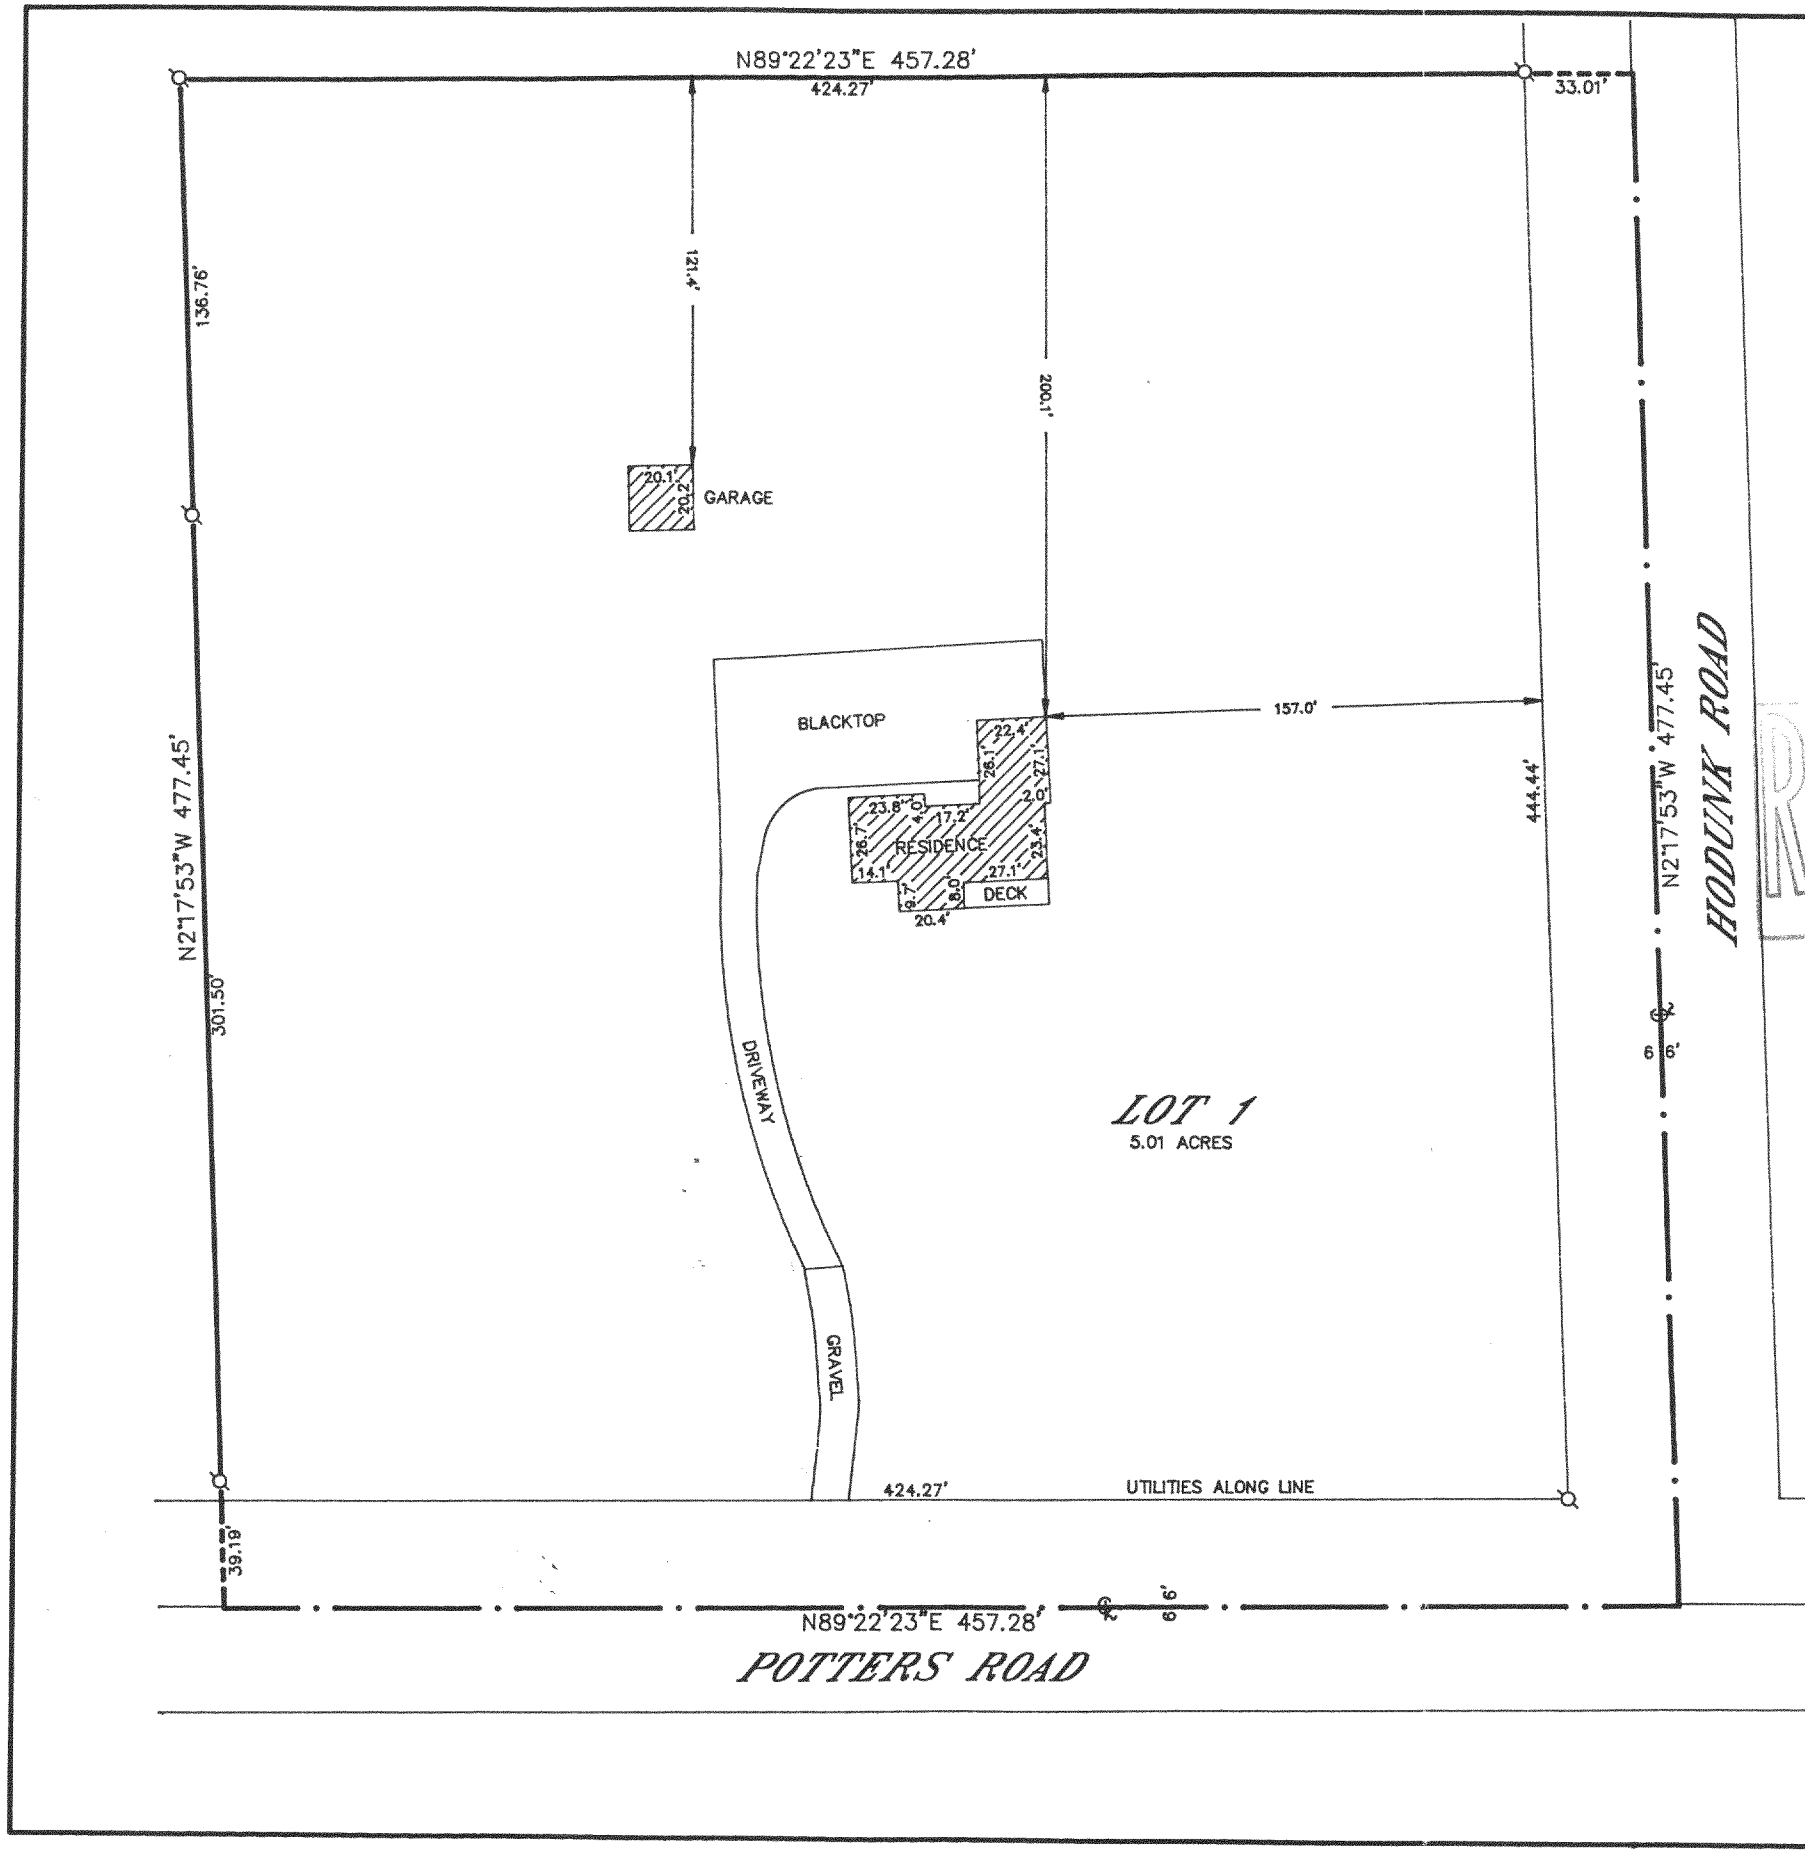 N89°22'23"E 457.28'
424.27'
33.01'
136.76'
121.4'
200.1'
20.1'
20.2'
GARAGE
157.0'
BLACKTOP
22.4'
26.1'
27.1'
2.0'
23.8'
4.0'
17.2'
26.7'
RESIDENCE
23.4'
14.1'
27.1'
9.7'
8.0'
DECK
20.4'
N2°17'53"W 477.45'
301.50'
444.44'
N2°17'53"W 477.45'
HODUNK ROAD
R
66'
DRIVEWAY
LOT 1
5.01 ACRES
GRAVEL
424.27'
UTILITIES ALONG LINE
39.19'
66'
N89°22'23"E 457.28'
POTTERS ROAD